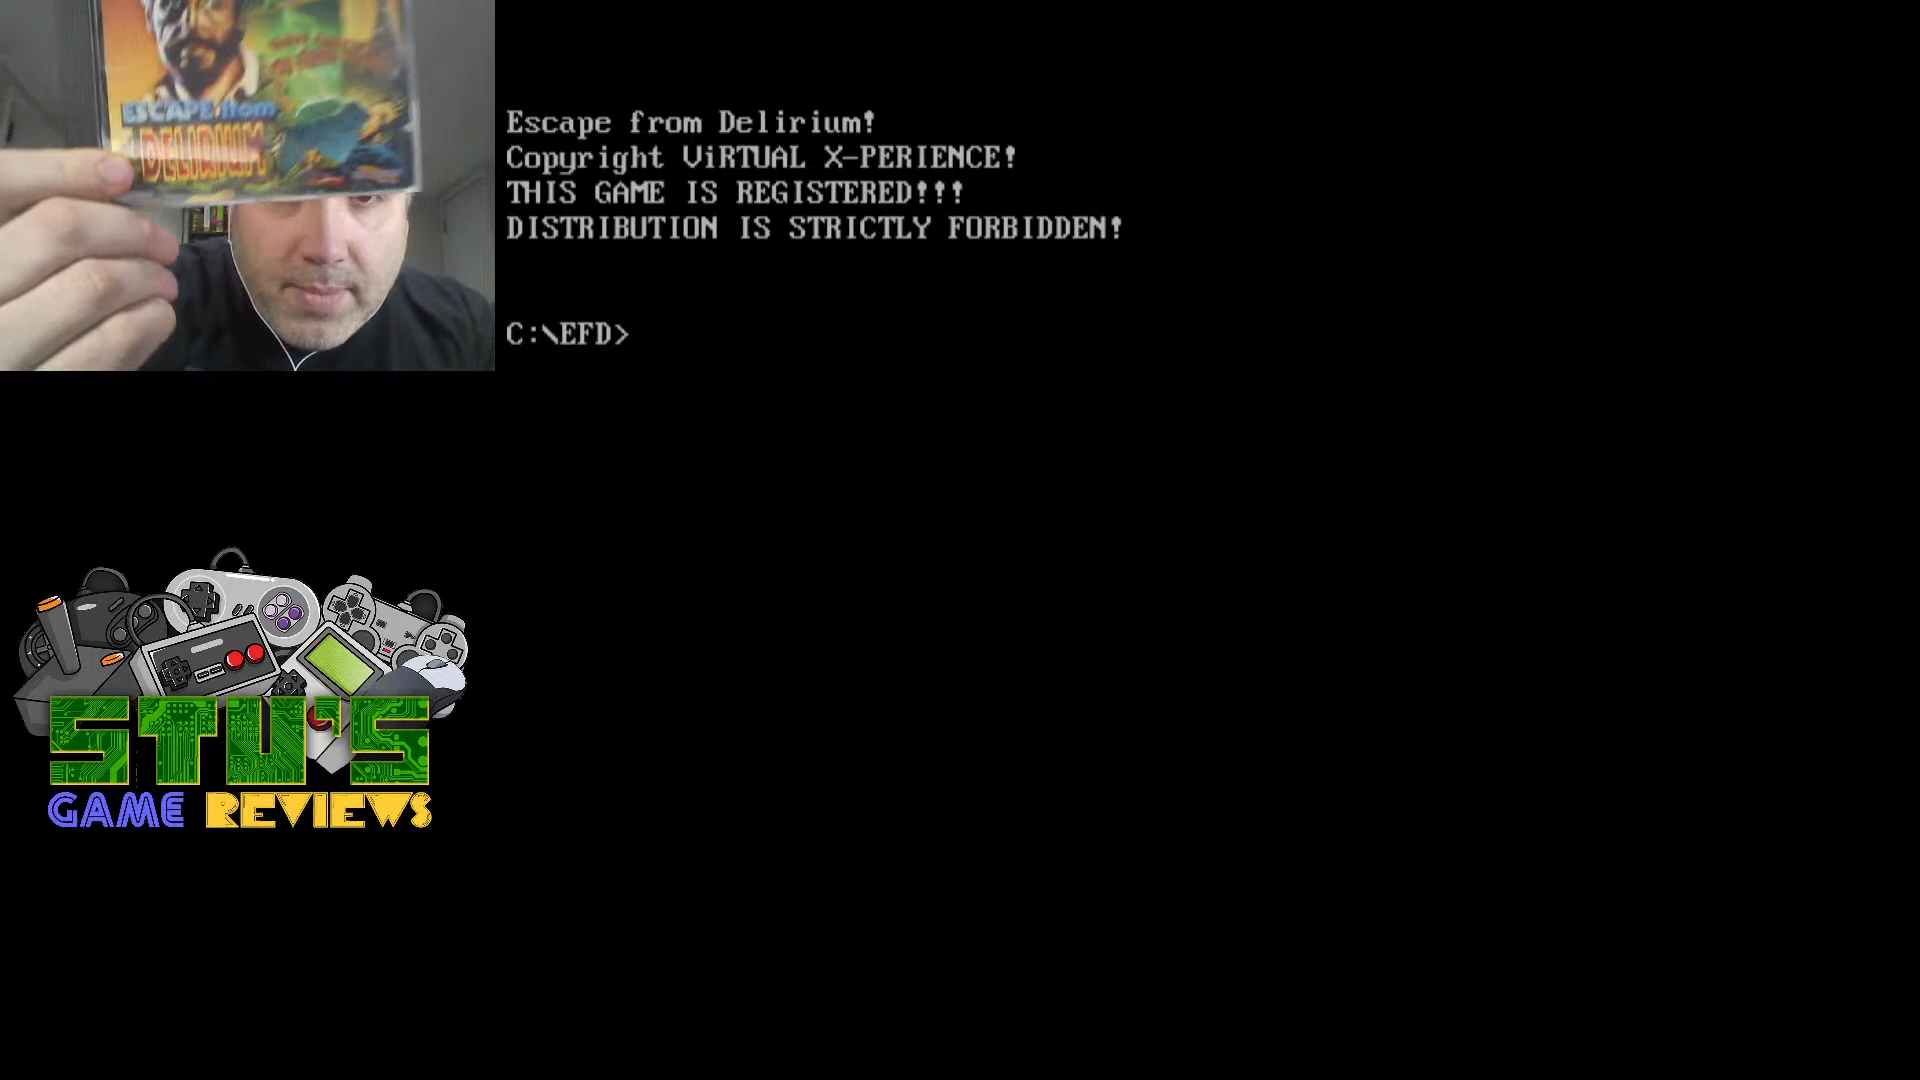 ESCAPE from
DELIRIUM
Escape from Delirium!
Copyright ViRTUAL X-PERIENCE!
THIS GAME IS REGISTERED!!!
DISTRIBUTION IS STRICTLY FORBIDDEN!
C:\EFD>
STU'S
GAME REVIEWS